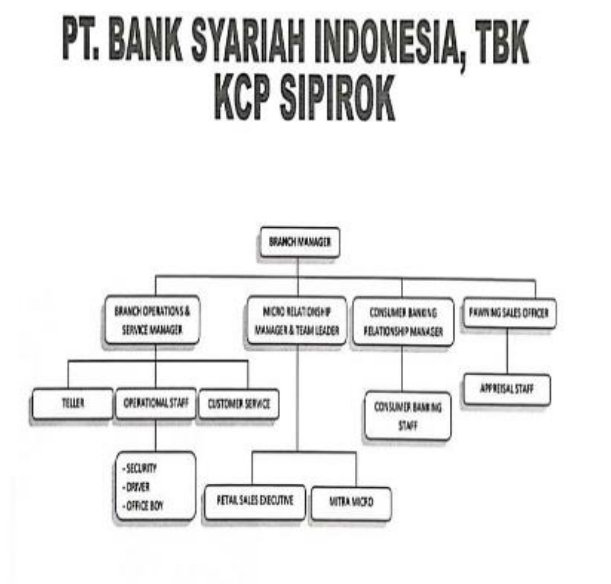 PT. BANK SYARIAH INDONESIA, TBK
KCP SIPIROK
BRANCH MANAGER
BRANCH OPERATIONS &
SERVICE MANAGER
MICRO RELATIONSHIP
MANAGER & TEAM LEADER
CONSUMER BANKING
RELATIONSHIP MANAGER
PAWNING SALES OFFICER
TELLER
OPERATIONAL STAFF
CUSTOMER SERVICE
CONSUMER BANKING
STAFF
APPREISAL STAFF
- SECURITY
- DRIVER
- OFFICE BOY
RETAIL SALES EXECUTIVE
MITRA MICRO